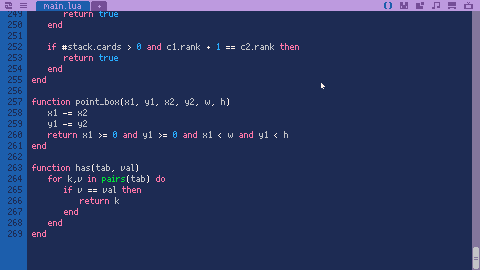 main.lua +
249 return true
250 end
251
252 if #stack.cards > 0 and c1.rank + 1 == c2.rank then
253 return true
254 end
255 end
256
257 function point_box(x1, y1, x2, y2, w, h)
258 x1 -= x2
259 y1 -= y2
260 return x1 >= 0 and y1 >= 0 and x1 < w and y1 < h
261 end
262
263 function has(tab, val)
264 for k,v in pairs(tab) do
265 if v == val then
266 return k
267 end
268 end
269 end